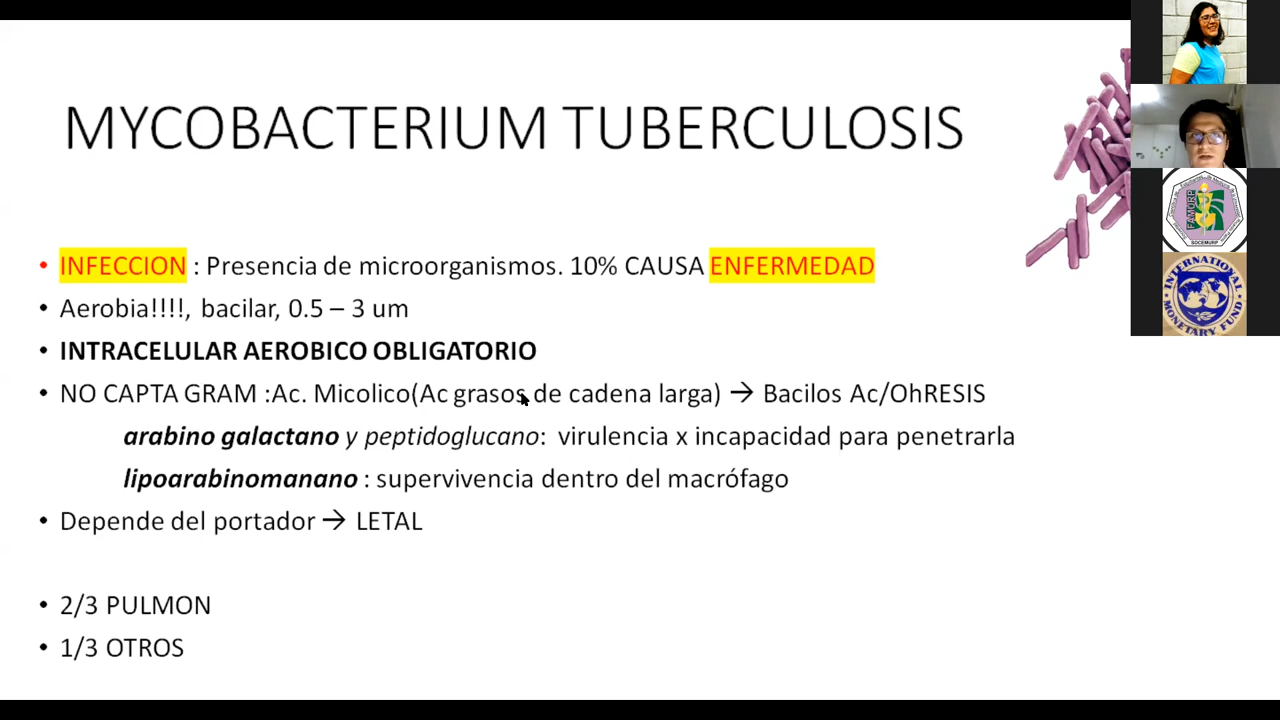 MYCOBACTERIUM TUBERCULOSIS
• INFECCION : Presencia de microorganismos. 10% CAUSA ENFERMEDAD
• Aerobia!!!!, bacilar, 0.5 – 3 um
• INTRACELULAR AEROBICO OBLIGATORIO
• NO CAPTA GRAM :Ac. Micolico(Ac grasos de cadena larga) → Bacilos Ac/OhRESIS
arabino galactano y peptidoglucano: virulencia x incapacidad para penetrarla
lipoarabinomanano : supervivencia dentro del macrófago
• Depende del portador → LETAL
• 2/3 PULMON
• 1/3 OTROS
FAMURP
SOCEMURP
INTERNATIONAL
MONETARY FUND